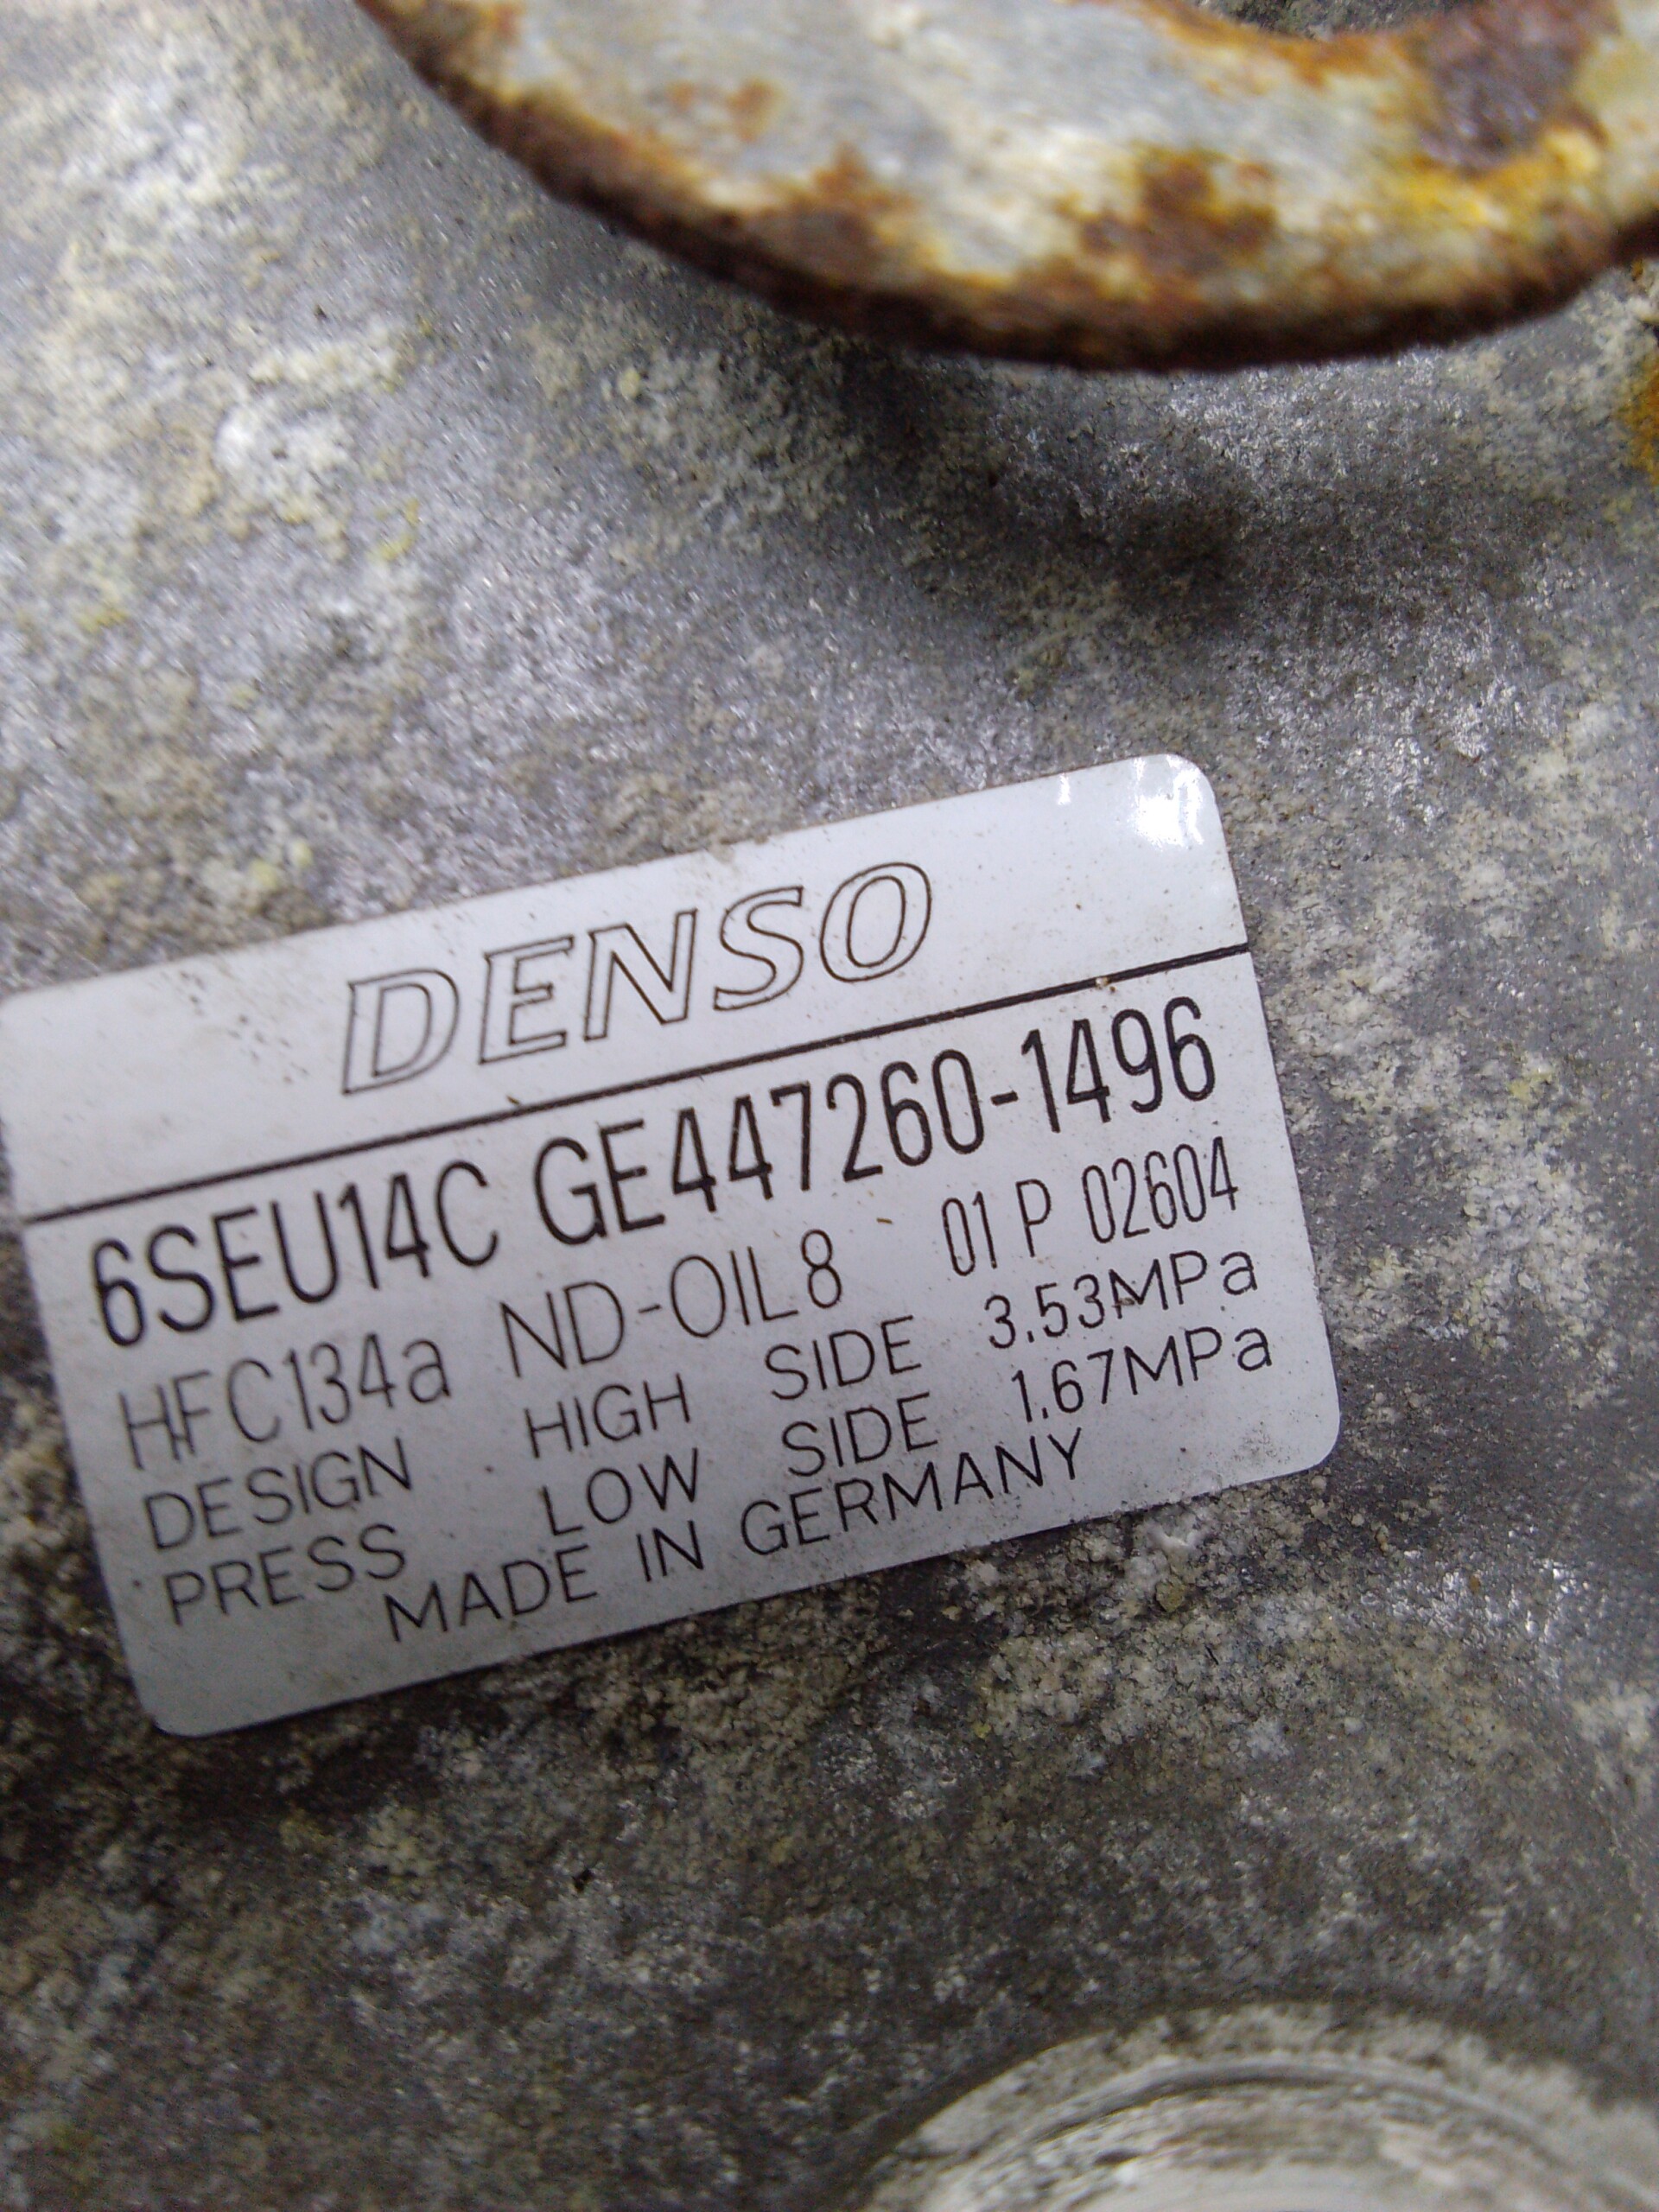 DENSO
6SEU14C GE447260-1496
HFC134a ND-OIL8 01 P 02604
DESIGN HIGH SIDE 3.53MPa
PRESS LOW SIDE 1.67MPa
MADE IN GERMANY